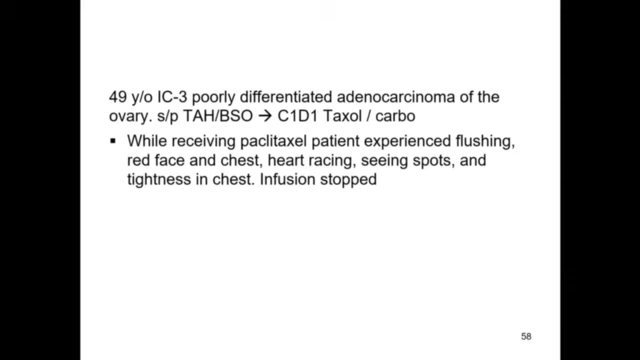 49 y/o IC-3 poorly differentiated adenocarcinoma of the
ovary. s/p TAH/BSO → C1D1 Taxol / carbo
▪ While receiving paclitaxel patient experienced flushing,
red face and chest, heart racing, seeing spots, and
tightness in chest. Infusion stopped
58